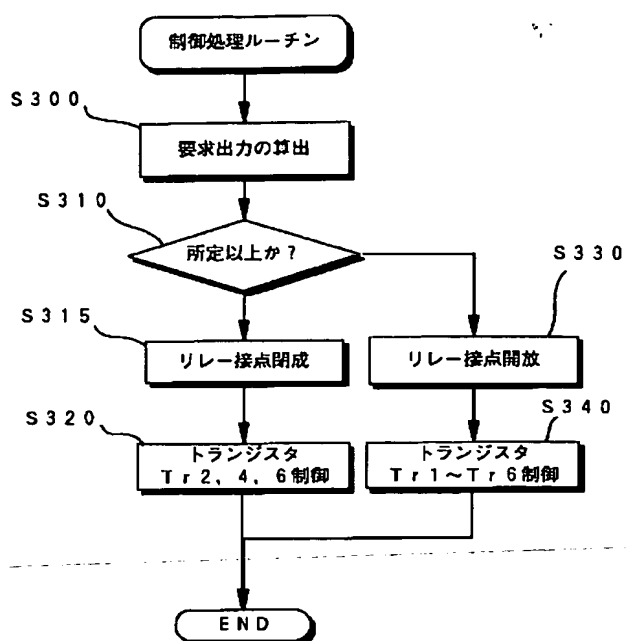 制御処理ルーチン
S300
要求出力の算出
S310
所定以上か?
S330
S315
リレー接点閉成
リレー接点開放
S320
S340
トランジスタ
Tr2, 4, 6制御
トランジスタ
Tr1~Tr6制御
END